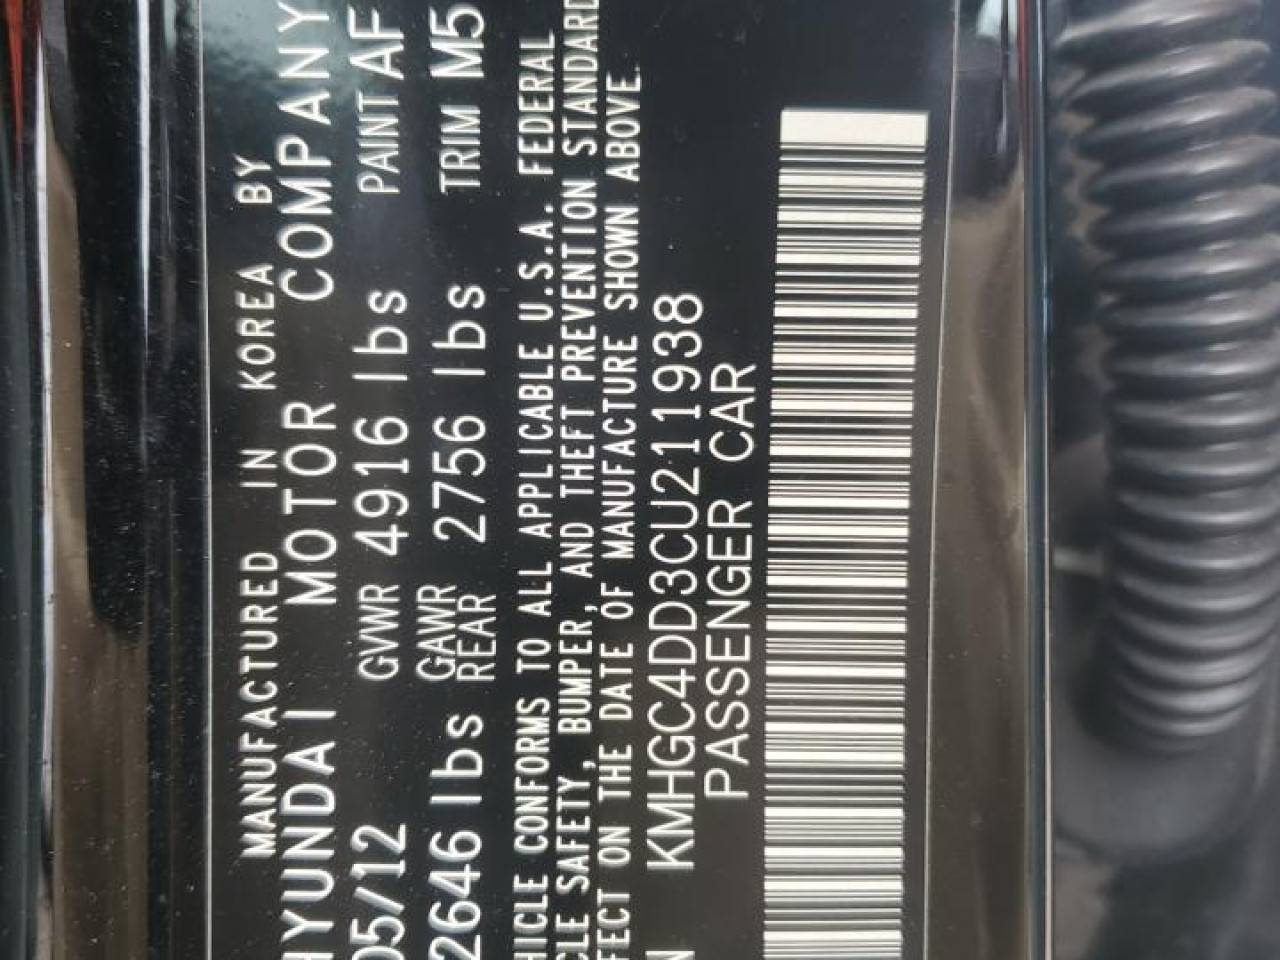 MANUFACTURED IN KOREA BY
HYUNDAI MOTOR COMPANY
05/12 GVWR 4916 lbs PAINT AF
2646 lbs GAWR REAR 2756 lbs TRIM M5
HICLE CONFORMS TO ALL APPLICABLE U.S.A. FEDERAL
CLE SAFETY, BUMPER, AND THEFT PREVENTION STANDARD
FECT ON THE DATE OF MANUFACTURE SHOWN ABOVE.
N KMHGC4DD3CU211938
PASSENGER CAR